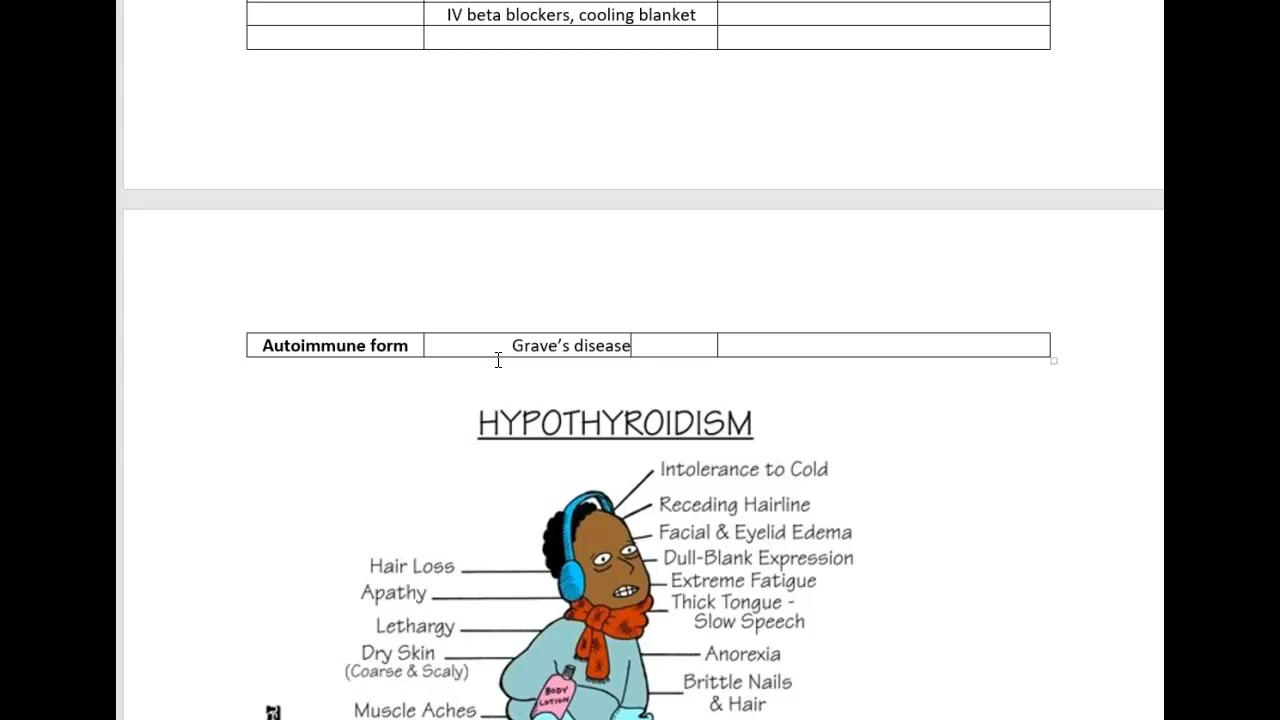 IV beta blockers, cooling blanket
Autoimmune form Grave’s disease
HYPOTHYROIDISM
Intolerance to Cold
Receding Hairline
Facial & Eyelid Edema
Dull-Blank Expression
Extreme Fatigue
Thick Tongue -
Slow Speech
Anorexia
Brittle Nails
& Hair
Hair Loss
Apathy
Lethargy
Dry Skin
(Coarse & Scaly)
Muscle Aches
BODY
LOTION